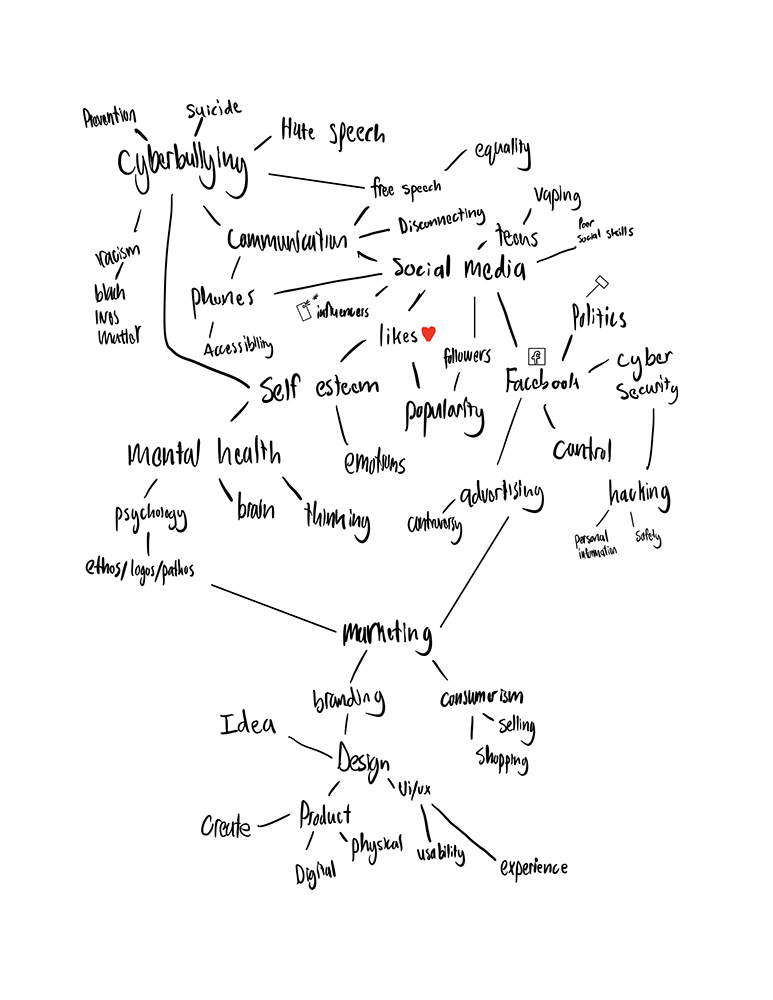 Prevention
Suicide
Hate speech
Cyberbullying
equality
free speech
Vaping
Disconnecting
teens
Poor
Social skills
Communication
racism
Social media
black
lives
matter
phones
influencers
Politics
likes
Accessibility
followers
Cyber
Security
Self esteem
Facebook
popularity
Mental health
emotions
Control
psychology
brain
thinking
advertising
hacking
controversy
personal
information
Safety
ethos/logos/pathos
marketing
branding
consumerism
Idea
Selling
Design
Shopping
Ui/ux
Create
Product
physical
usability
Digital
experience